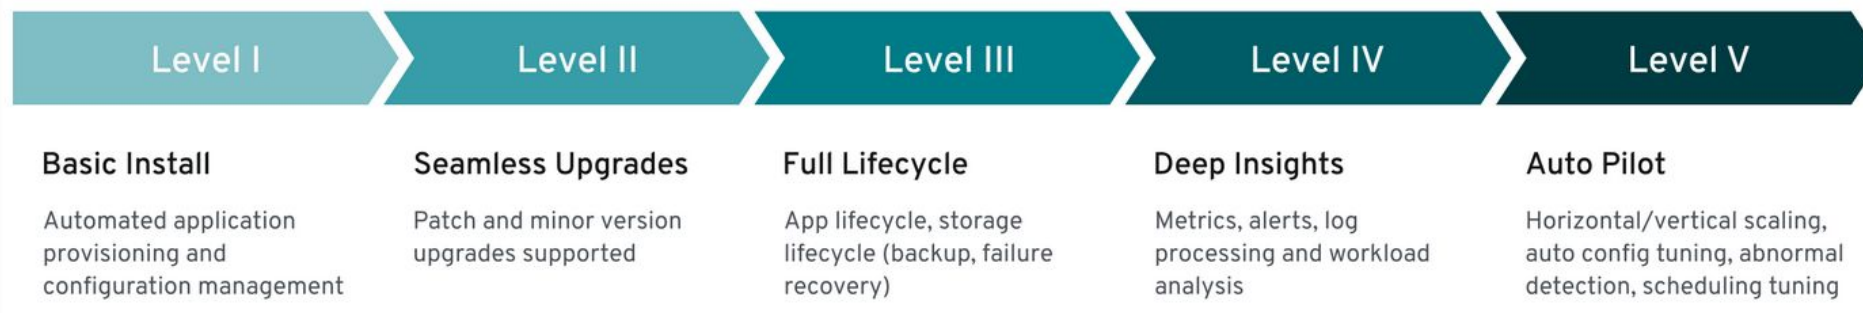 Level I
Level II
Level III
Level IV
Level V
Basic Install
Automated application
provisioning and
configuration management
Seamless Upgrades
Patch and minor version
upgrades supported
Full Lifecycle
App lifecycle, storage
lifecycle (backup, failure
recovery)
Deep Insights
Metrics, alerts, log
processing and workload
analysis
Auto Pilot
Horizontal/vertical scaling,
auto config tuning, abnormal
detection, scheduling tuning